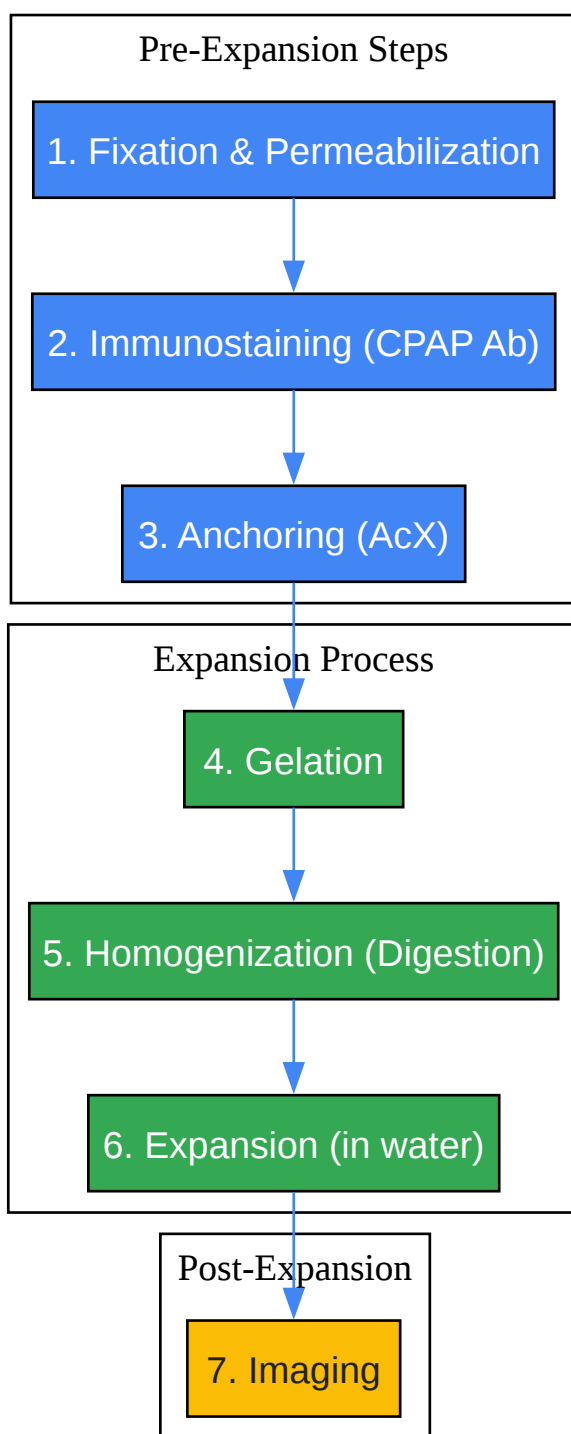 Pre-Expansion Steps
1. Fixation & Permeabilization
2. Immunostaining (CPAP Ab)
3. Anchoring (AcX)
Expansion Process
4. Gelation
5. Homogenization (Digestion)
6. Expansion (in water)
Post-Expansion
7. Imaging